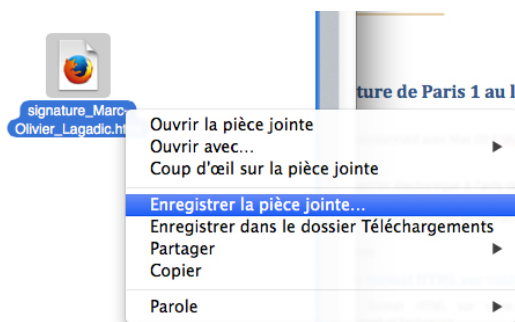 ture de Paris 1 au l
signature_Marc-
Olivier_Lagadic.ht
Ouvrir la pièce jointe
Ouvrir avec...
Coup d'œil sur la pièce jointe
Enregistrer la pièce jointe...
Enregistrer dans le dossier Téléchargements
Partager
Copier
Parole